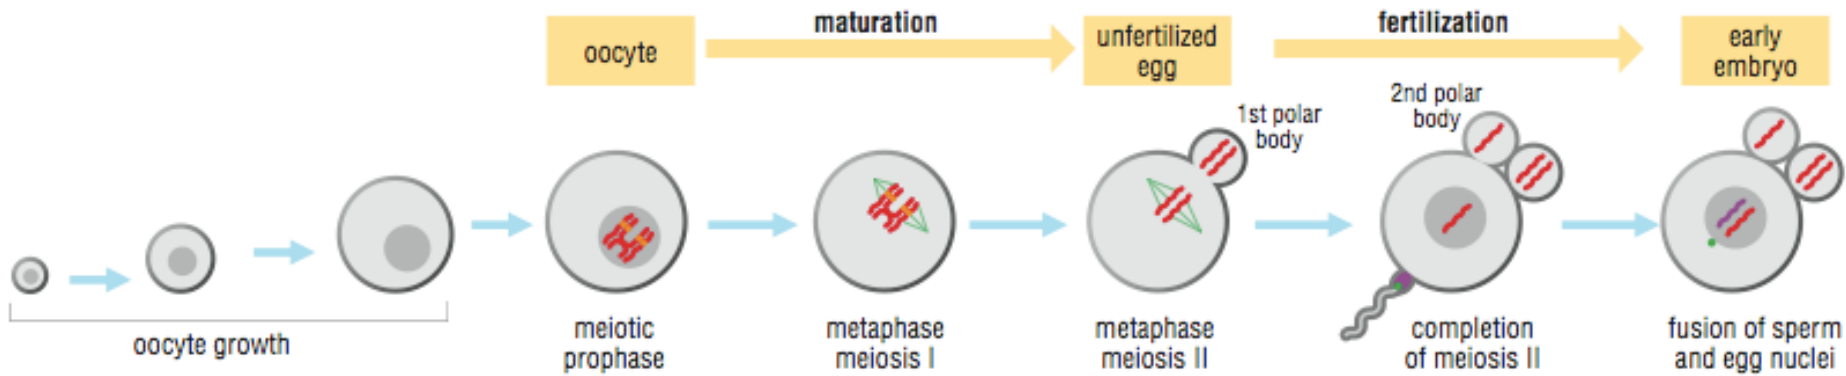 oocyte
maturation
unfertilized
egg
fertilization
early
embryo
1st polar
body
2nd polar
body
oocyte growth
meiotic
prophase
metaphase
meiosis I
metaphase
meiosis II
completion
of meiosis II
fusion of sperm
and egg nuclei